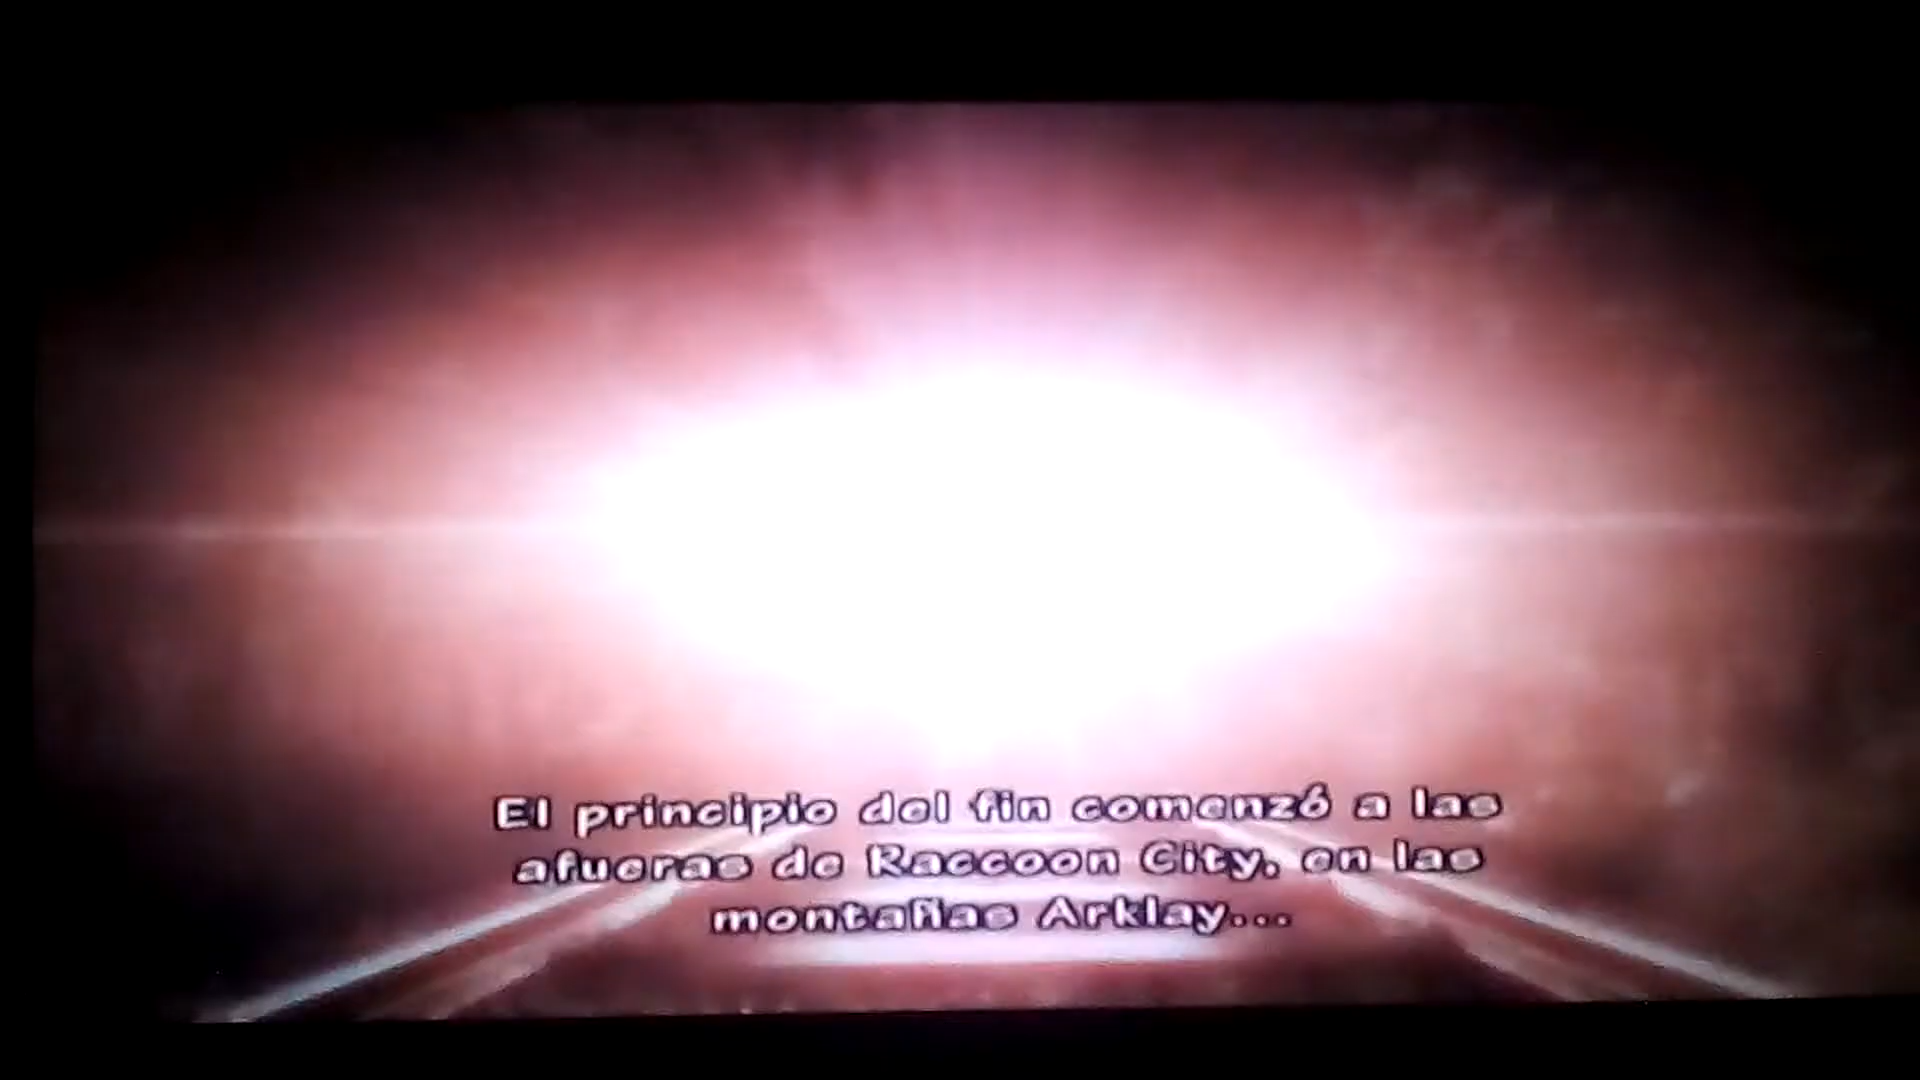 El principio del fin comenzó a las
afueras de Raccoon City, en las
montañas Arklay...